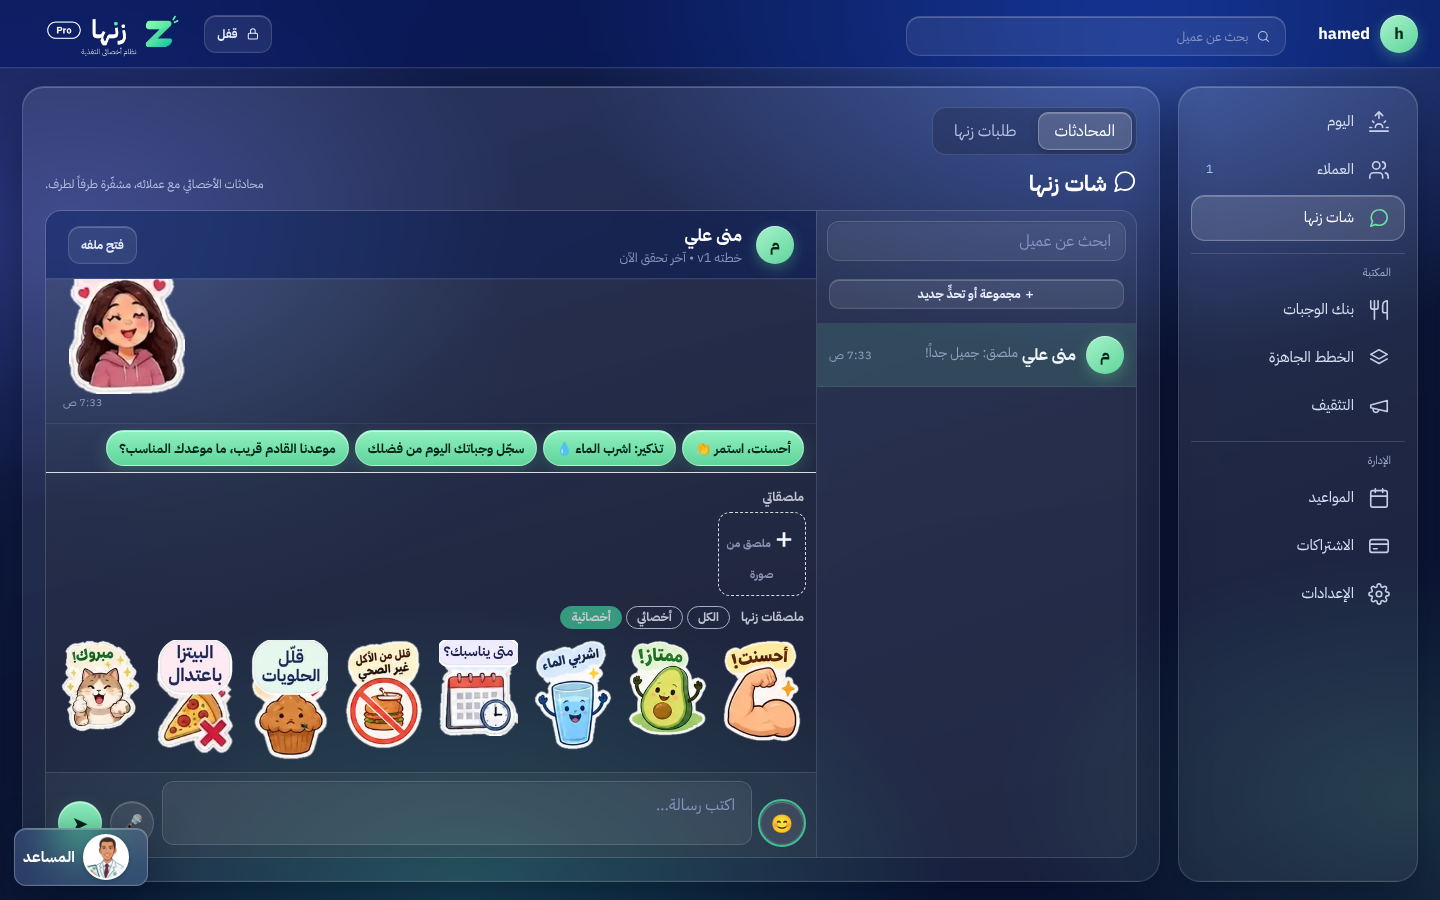 hamed
h
بحث عن عميل
قفل
زنها
Pro
نظام أخصائي التغذية
اليوم
العملاء
1
شات زنها
المكتبة
بنك الوجبات
الخطط الجاهزة
التثقيف
الإدارة
المواعيد
الاشتراكات
الإعدادات
المحادثات
طلبات زنها
شات زنها
محادثات الأخصائي مع عملائه، مشفّرة طرفاً لطرف.
ابحث عن عميل
+ مجموعة أو تحدٍّ جديد
م
منى علي
ملصق: جميل جداً!
7:33 ص
م
منى علي
خطته v1 • آخر تحقق الآن
فتح ملفه
7:33 ص
أحسنت، استمر 👏
تذكير: اشرب الماء 💧
سجّل وجباتك اليوم من فضلك
موعدنا القادم قريب، ما موعدك المناسب؟
ملصقاتي
+ ملصق من
صورة
ملصقات زنها
الكل
أخصائي
أخصائية
أحسنت!
ممتاز!
اشربي الماء
متى يناسبك؟
قلل من الأكل
غير الصحي
قلّل
الحلويات
البيتزا
باعتدال
مبروك!
اكتب رسالة...
المساعد